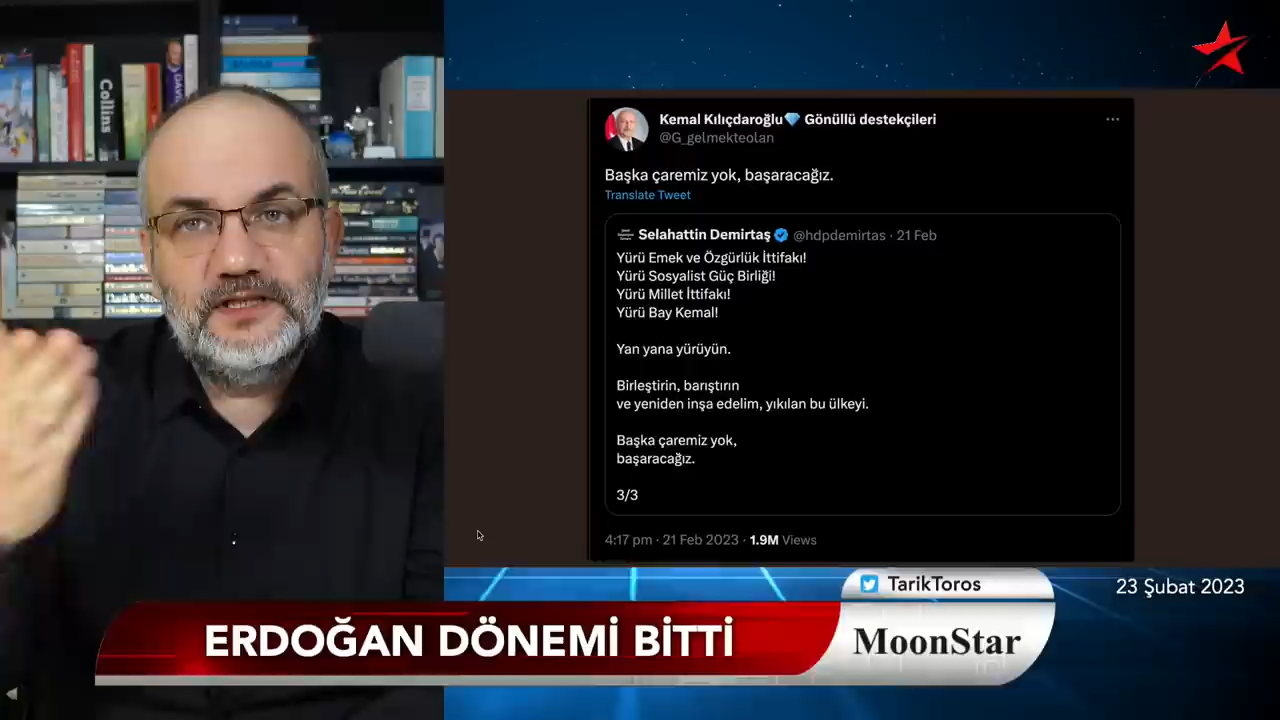 Collins
Kemal Kılıçdaroğlu💎 Gönüllü destekçileri
@G_gelmekteolan
Başka çaremiz yok, başaracağız.
Translate Tweet
Selahattin Demirtaş @hdpdemirtas · 21 Feb
Yürü Emek ve Özgürlük İttifakı!
Yürü Sosyalist Güç Birliği!
Yürü Millet İttifakı!
Yürü Bay Kemal!
Yan yana yürüyün.
Birleştirin, barıştırın
ve yeniden inşa edelim, yıkılan bu ülkeyi.
Başka çaremiz yok,
başaracağız.
3/3
4:17 pm · 21 Feb 2023 · 1.9M Views
TarikToros
23 Şubat 2023
ERDOĞAN DÖNEMİ BİTTİ
MoonStar